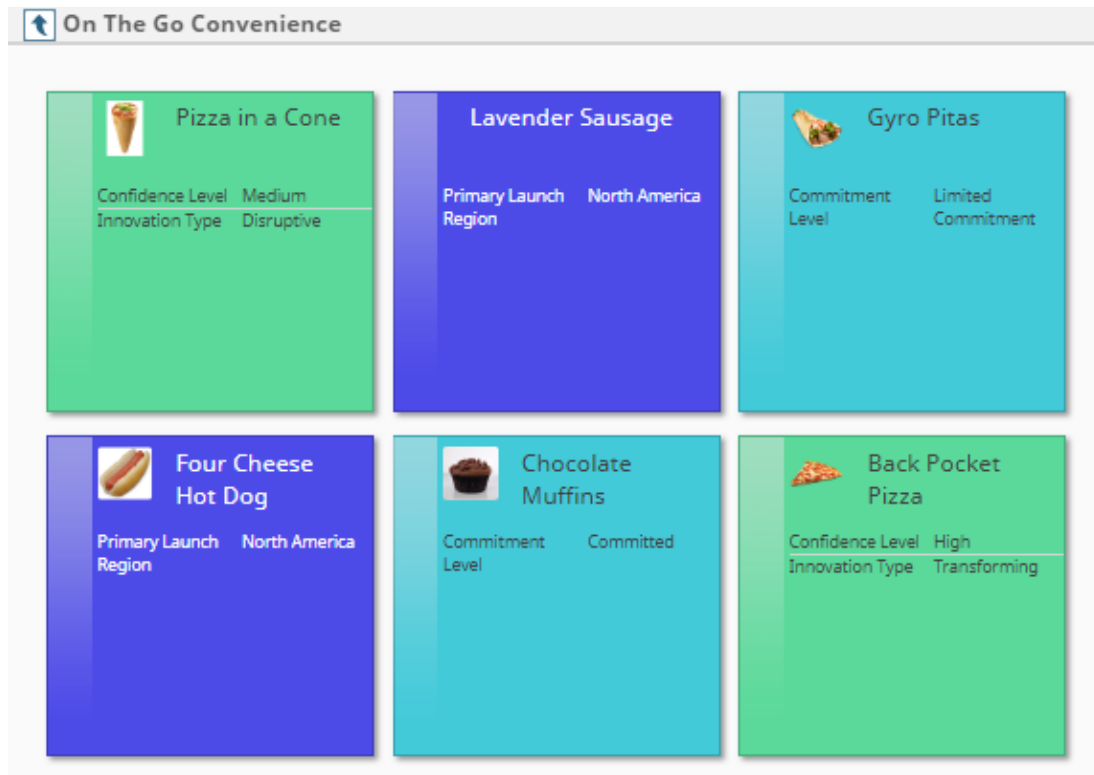 On The Go Convenience
Pizza in a Cone
Confidence Level Medium
Innovation Type Disruptive
Lavender Sausage
Primary Launch North America
Region
Gyro Pitas
Commitment Limited
Level Commitment
Four Cheese
Hot Dog
Primary Launch North America
Region
Chocolate
Muffins
Commitment Committed
Level
Back Pocket
Pizza
Confidence Level High
Innovation Type Transforming